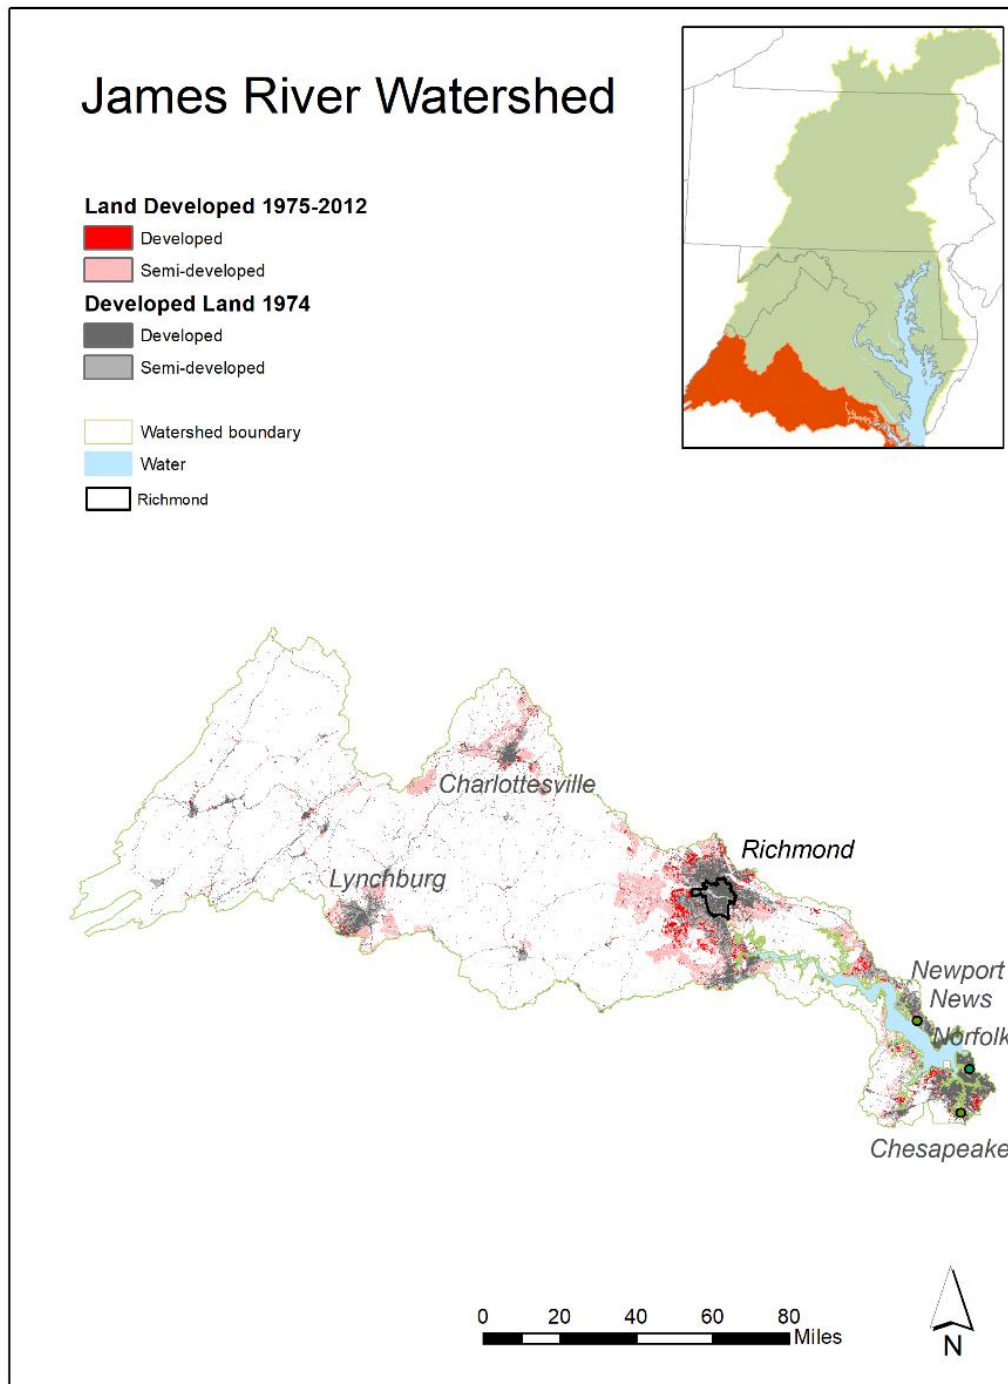 James River Watershed
Land Developed 1975-2012
Developed
Semi-developed
Developed Land 1974
Developed
Semi-developed
Watershed boundary
Water
Richmond
Charlottesville
Richmond
Lynchburg
Newport
News
Norfolk
Chesapeake
0 20 40 60 80
Miles
N